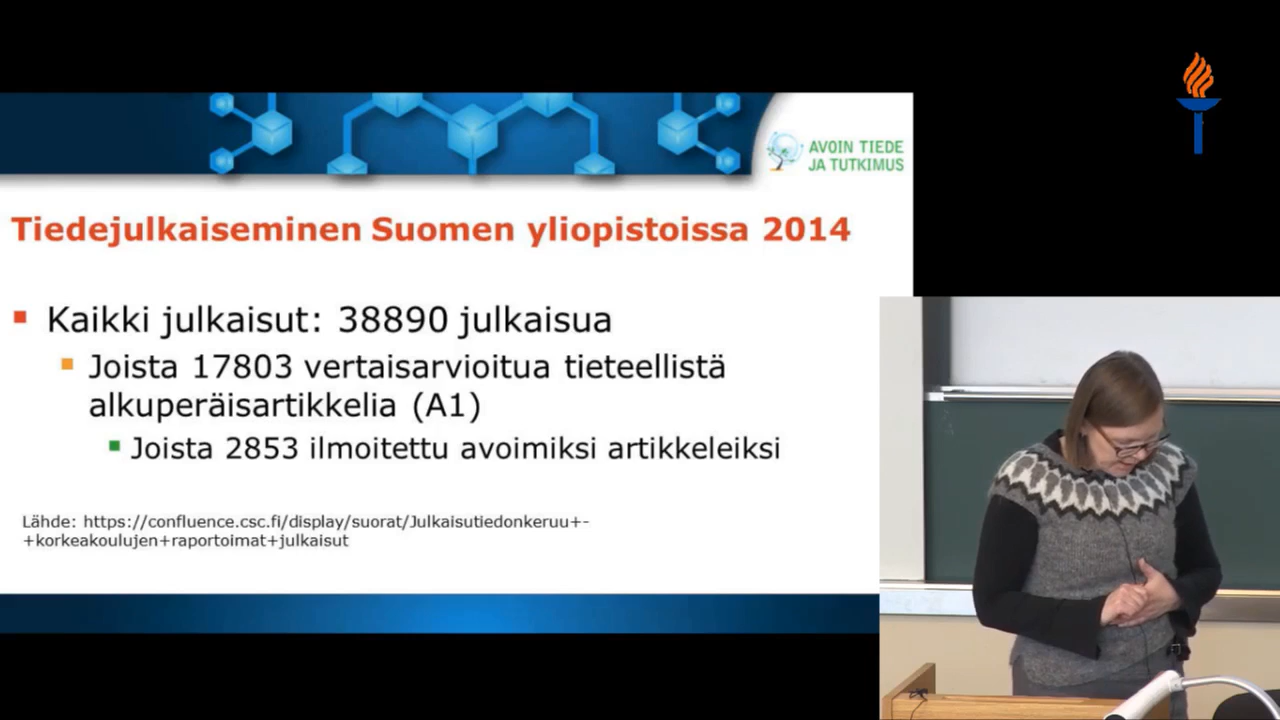 AVOIN TIEDE
JA TUTKIMUS
Tiedejulkaiseminen Suomen yliopistoissa 2014
Kaikki julkaisut: 38890 julkaisua
Joista 17803 vertaisarvioitua tieteellistä
alkuperäisartikkelia (A1)
Joista 2853 ilmoitettu avoimiksi artikkeleiksi
Lähde: https://confluence.csc.fi/display/suorat/Julkaisutiedonkeruu+-
+korkeakoulujen+raportoimat+julkaisut